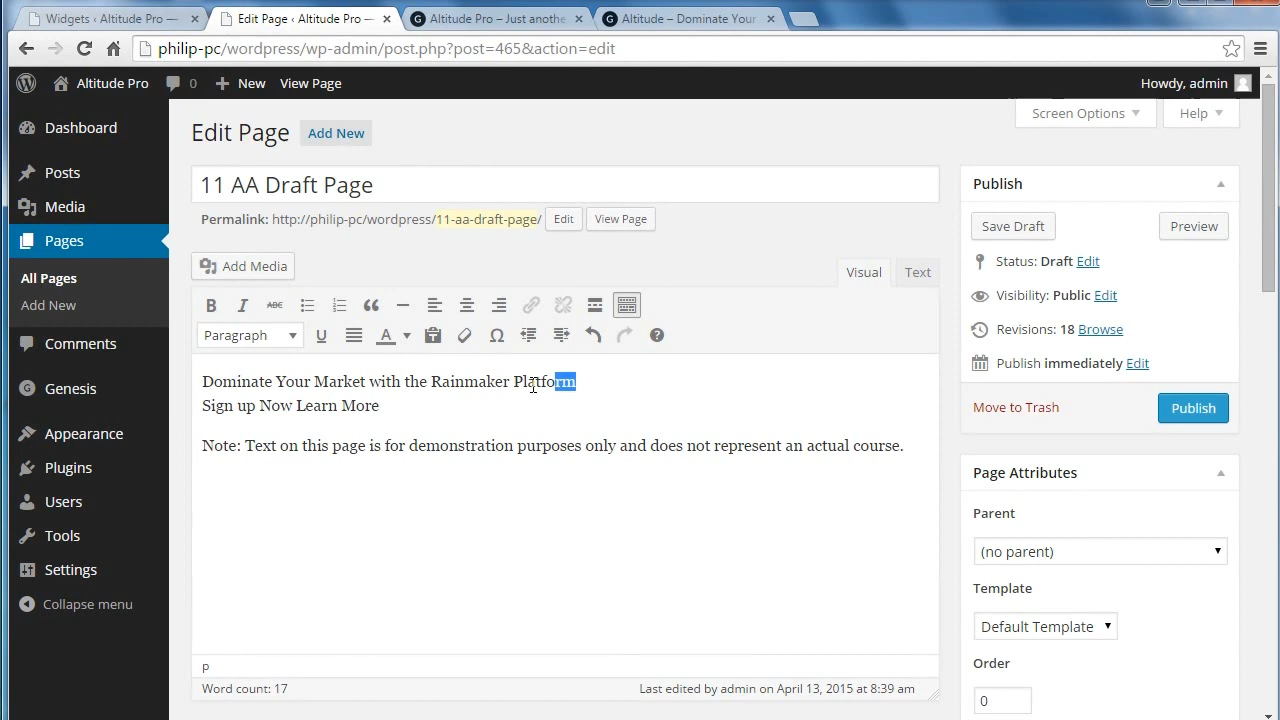 Widgets ‹ Altitude Pro —
Edit Page ‹ Altitude Pro —
Altitude Pro – Just anothe
Altitude – Dominate Your
philip-pc/wordpress/wp-admin/post.php?post=465&action=edit
Altitude Pro
0
New
View Page
Howdy, admin
Screen Options
Help
Dashboard
Posts
Media
Pages
All Pages
Add New
Comments
Genesis
Appearance
Plugins
Users
Tools
Settings
Collapse menu
Edit Page
Add New
11 AA Draft Page
Permalink: http://philip-pc/wordpress/11-aa-draft-page/
Edit
View Page
Add Media
Visual
Text
B I ABC
Paragraph
U A Ω
Dominate Your Market with the Rainmaker Platform
Sign up Now Learn More
Note: Text on this page is for demonstration purposes only and does not represent an actual course.
p
Word count: 17
Last edited by admin on April 13, 2015 at 8:39 am
Publish
Save Draft
Preview
Status: Draft Edit
Visibility: Public Edit
Revisions: 18 Browse
Publish immediately Edit
Move to Trash
Publish
Page Attributes
Parent
(no parent)
Template
Default Template
Order
0